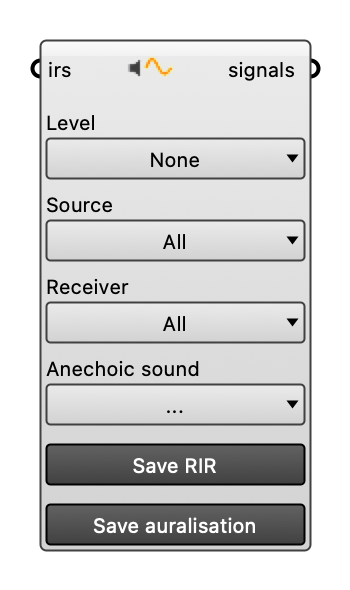 irs signals
Level
None
Source
All
Receiver
All
Anechoic sound
...
Save RIR
Save auralisation